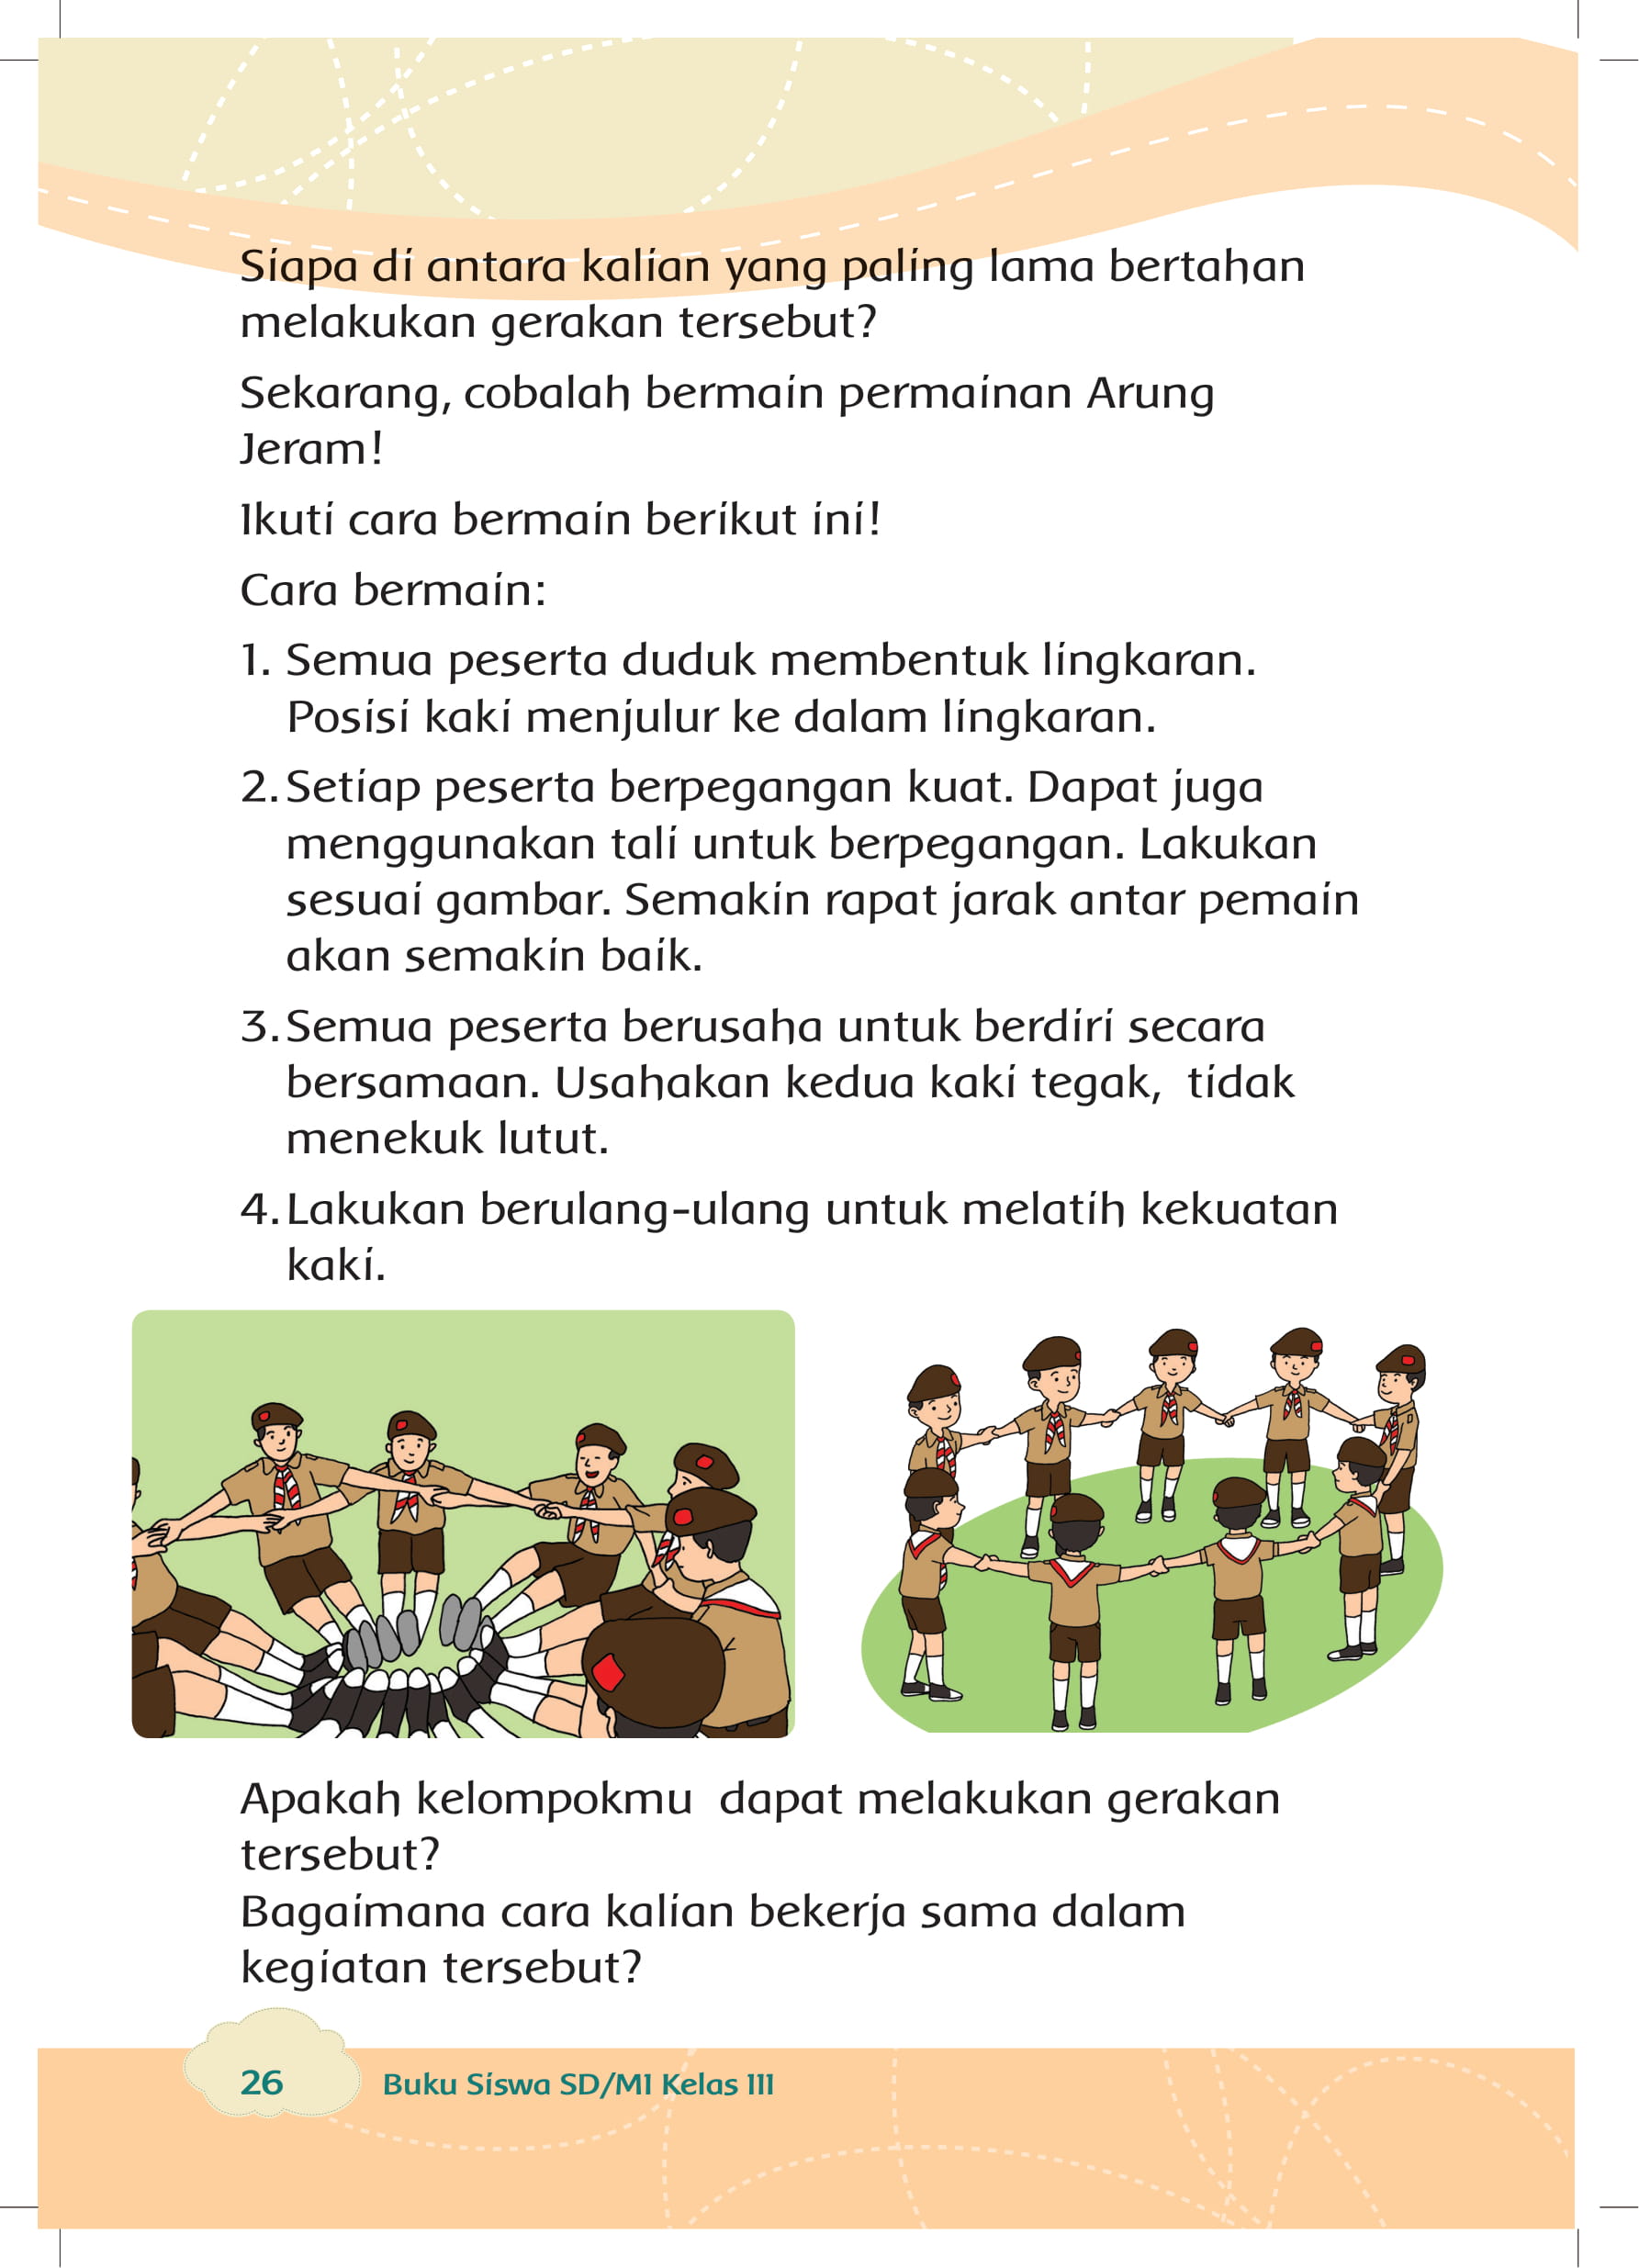 Siapa di antara kalian yang paling lama bertahan
melakukan gerakan tersebut?
Sekarang, cobalah bermain permainan Arung
Jeram!
Ikuti cara bermain berikut ini!
Cara bermain:
1. Semua peserta duduk membentuk lingkaran.
Posisi kaki menjulur ke dalam lingkaran.
2. Setiap peserta berpegangan kuat. Dapat juga
menggunakan tali untuk berpegangan. Lakukan
sesuai gambar. Semakin rapat jarak antar pemain
akan semakin baik.
3. Semua peserta berusaha untuk berdiri secara
bersamaan. Usahakan kedua kaki tegak, tidak
menekuk lutut.
4. Lakukan berulang-ulang untuk melatih kekuatan
kaki.
Apakah kelompokmu dapat melakukan gerakan
tersebut?
Bagaimana cara kalian bekerja sama dalam
kegiatan tersebut?
26 Buku Siswa SD/MI Kelas III